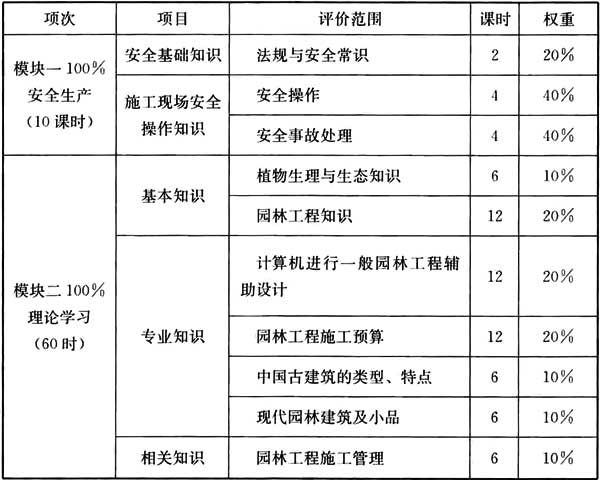 项次 项目 评价范围 课时 权重
模块一 100%
安全生产
（10 课时）
安全基础知识 法规与安全常识 2 20%
施工现场安全
操作知识
安全操作 4 40%
安全事故处理 4 40%
模块二 100%
理论学习
（60 时）
基本知识
植物生理与生态知识 6 10%
园林工程知识 12 20%
专业知识
计算机进行一般园林工程辅
助设计
12 20%
园林工程施工预算 12 20%
中国古建筑的类型、特点 6 10%
现代园林建筑及小品 6 10%
相关知识 园林工程施工管理 6 10%